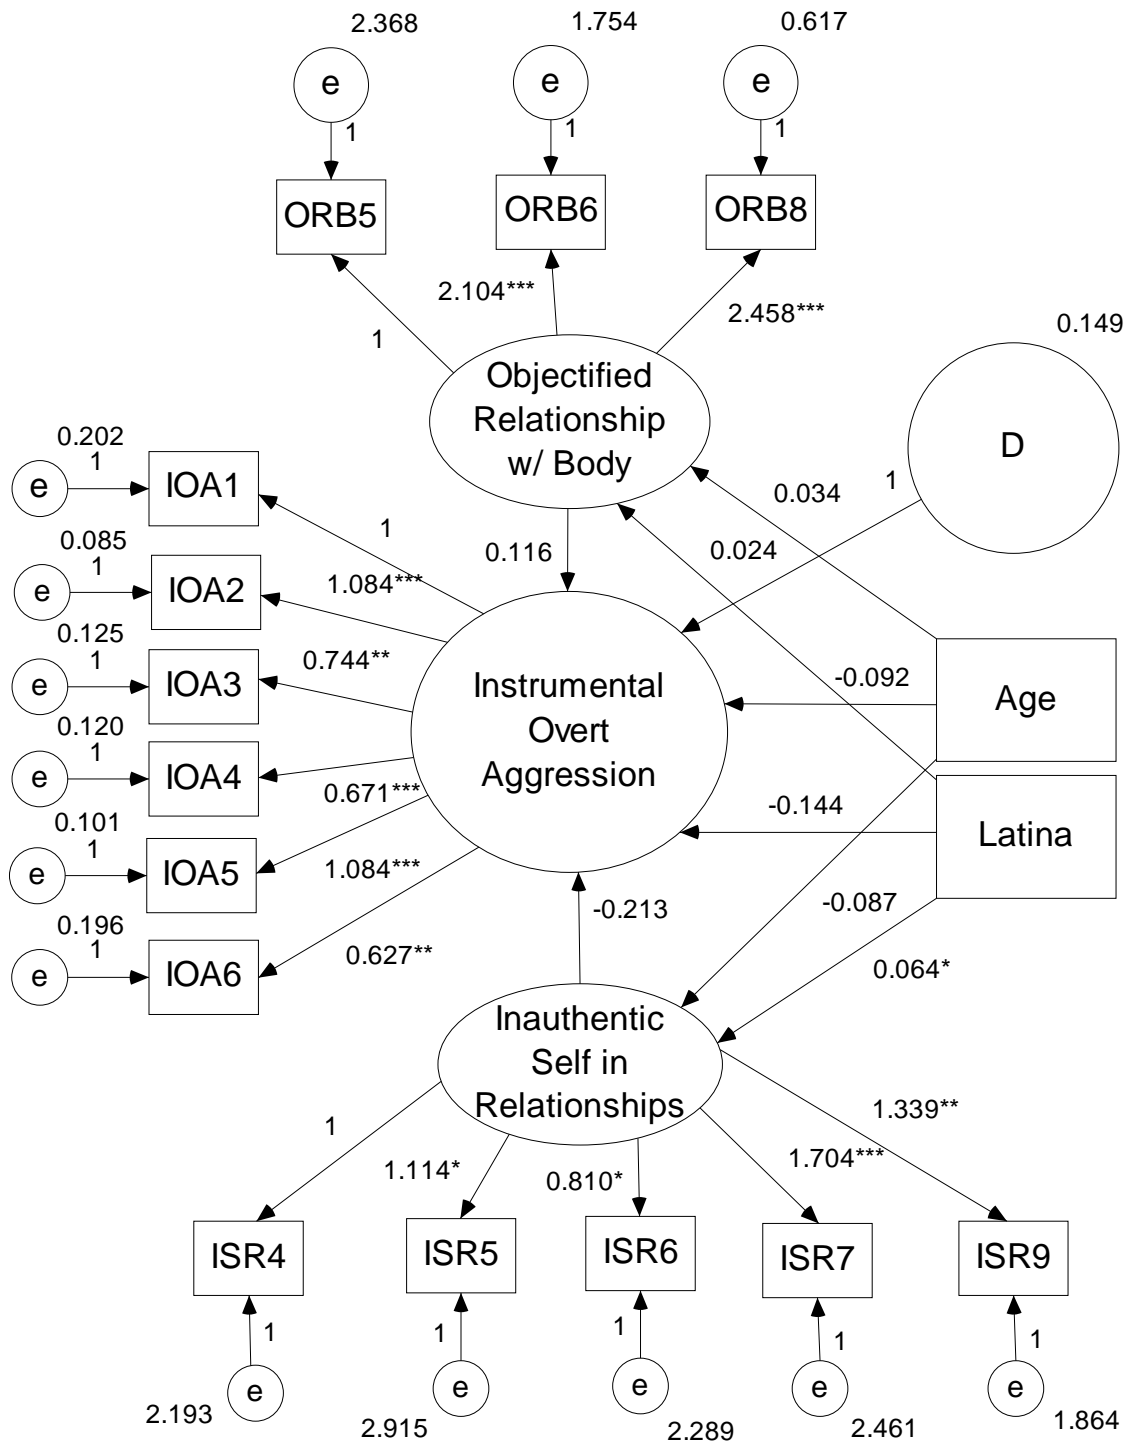 2.368
1.754
0.617
e
e
e
1
1
1
ORB5
ORB6
ORB8
2.104***
2.458***
1
0.149
Objectified
Relationship
w/ Body
D
0.202
1
e
IOA1
0.034
1
1
0.085
1
e
IOA2
1.084***
0.116
0.024
0.125
1
e
IOA3
0.744**
Instrumental
Overt
Aggression
-0.092
Age
0.120
1
e
IOA4
0.671***
-0.144
Latina
0.101
1
e
IOA5
1.084***
-0.213
-0.087
0.196
1
e
IOA6
0.627**
0.064*
Inauthentic
Self in
Relationships
1
1.114*
0.810*
1.704***
1.339**
ISR4
ISR5
ISR6
ISR7
ISR9
1
1
1
1
1
e
e
e
e
e
2.193
2.915
2.289
2.461
1.864